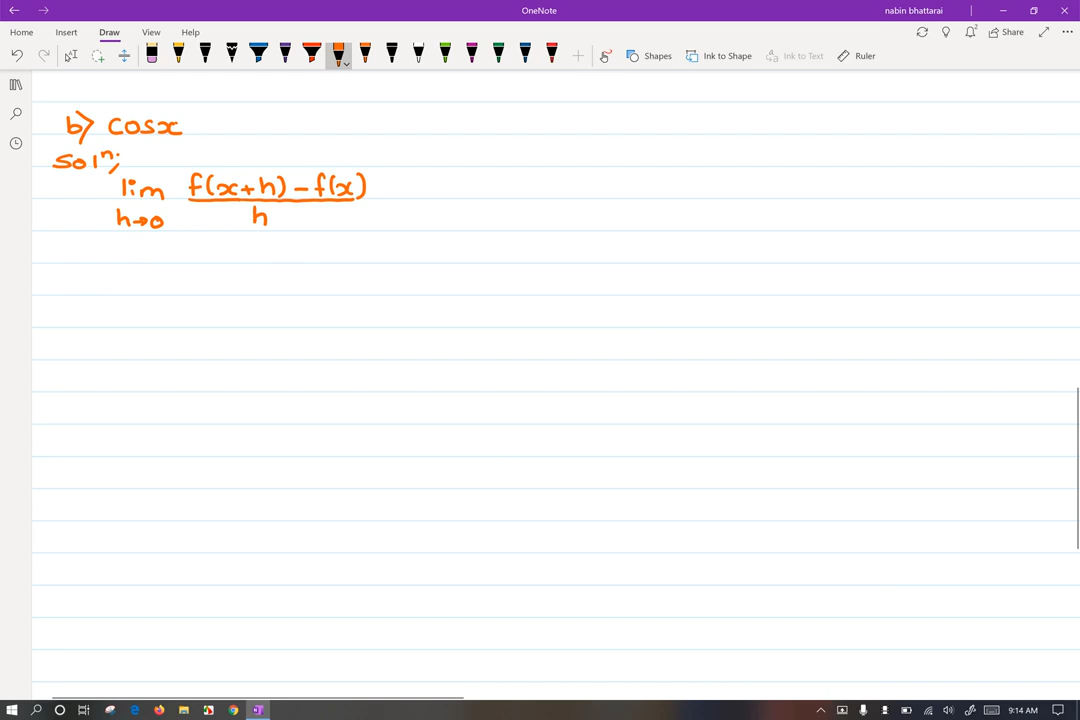 OneNote
nabin bhattarai
Home Insert Draw View Help
Share
Shapes Ink to Shape Ink to Text Ruler
b> cosx
Solⁿ;
lim f(x+h) - f(x)
h→0 h
9:14 AM